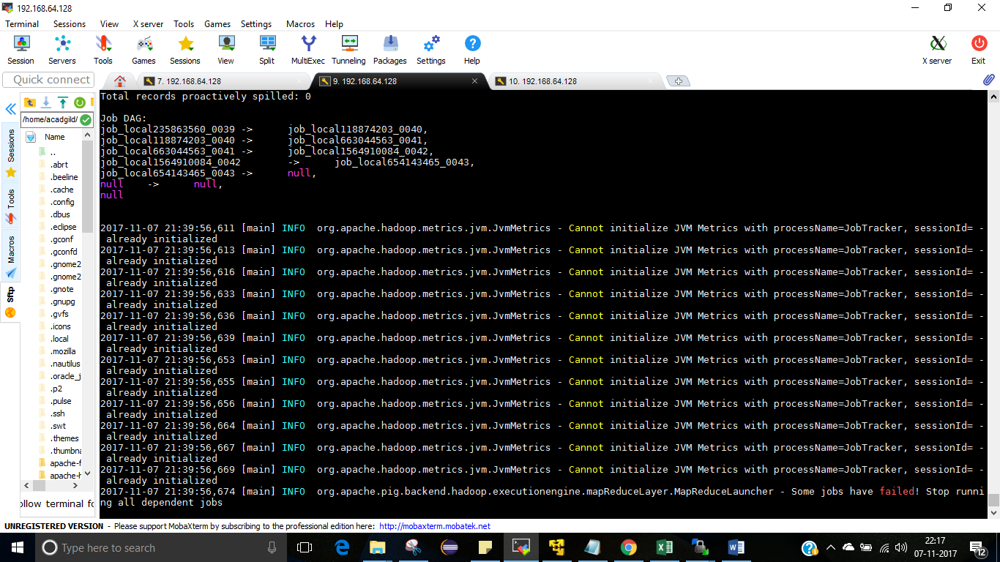 192.168.64.128
Terminal Sessions View X server Tools Games Settings Macros Help
Session Servers Tools Games Sessions View Split MultiExec Tunneling Packages Settings Help X server Exit
Quick connect
7. 192.168.64.128
9. 192.168.64.128
10. 192.168.64.128
/home/acadgild/
Name
..
.abrt
.beeline
.cache
.config
.dbus
.eclipse
.gconf
.gconfd
.gnome2
.gnome2
.gnote
.gnupg
.gvfs
.icons
.local
.mozilla
.nautilus
.oracle_j
.p2
.pulse
.ssh
.swt
.themes
.thumbna
apache-f
apache-h
ollow terminal fo
Sessions
Tools
Macros
Sftp
Total records proactively spilled: 0
Job DAG:
job_local235863560_0039 -> job_local118874203_0040,
job_local118874203_0040 -> job_local663044563_0041,
job_local663044563_0041 -> job_local1564910084_0042,
job_local1564910084_0042 -> job_local654143465_0043,
job_local654143465_0043 -> null,
null -> null,
null
2017-11-07 21:39:56,611 [main] INFO org.apache.hadoop.metrics.jvm.JvmMetrics - Cannot initialize JVM Metrics with processName=JobTracker, sessionId= -
already initialized
2017-11-07 21:39:56,613 [main] INFO org.apache.hadoop.metrics.jvm.JvmMetrics - Cannot initialize JVM Metrics with processName=JobTracker, sessionId= -
already initialized
2017-11-07 21:39:56,616 [main] INFO org.apache.hadoop.metrics.jvm.JvmMetrics - Cannot initialize JVM Metrics with processName=JobTracker, sessionId= -
already initialized
2017-11-07 21:39:56,633 [main] INFO org.apache.hadoop.metrics.jvm.JvmMetrics - Cannot initialize JVM Metrics with processName=JobTracker, sessionId= -
already initialized
2017-11-07 21:39:56,636 [main] INFO org.apache.hadoop.metrics.jvm.JvmMetrics - Cannot initialize JVM Metrics with processName=JobTracker, sessionId= -
already initialized
2017-11-07 21:39:56,639 [main] INFO org.apache.hadoop.metrics.jvm.JvmMetrics - Cannot initialize JVM Metrics with processName=JobTracker, sessionId= -
already initialized
2017-11-07 21:39:56,653 [main] INFO org.apache.hadoop.metrics.jvm.JvmMetrics - Cannot initialize JVM Metrics with processName=JobTracker, sessionId= -
already initialized
2017-11-07 21:39:56,655 [main] INFO org.apache.hadoop.metrics.jvm.JvmMetrics - Cannot initialize JVM Metrics with processName=JobTracker, sessionId= -
already initialized
2017-11-07 21:39:56,656 [main] INFO org.apache.hadoop.metrics.jvm.JvmMetrics - Cannot initialize JVM Metrics with processName=JobTracker, sessionId= -
already initialized
2017-11-07 21:39:56,664 [main] INFO org.apache.hadoop.metrics.jvm.JvmMetrics - Cannot initialize JVM Metrics with processName=JobTracker, sessionId= -
already initialized
2017-11-07 21:39:56,667 [main] INFO org.apache.hadoop.metrics.jvm.JvmMetrics - Cannot initialize JVM Metrics with processName=JobTracker, sessionId= -
already initialized
2017-11-07 21:39:56,669 [main] INFO org.apache.hadoop.metrics.jvm.JvmMetrics - Cannot initialize JVM Metrics with processName=JobTracker, sessionId= -
already initialized
2017-11-07 21:39:56,674 [main] INFO org.apache.pig.backend.hadoop.executionengine.mapReduceLayer.MapReduceLauncher - Some jobs have failed! Stop runni
ng all dependent jobs
UNREGISTERED VERSION - Please support MobaXterm by subscribing to the professional edition here: http://mobaxterm.mobatek.net
Type here to search
22:17
07-11-2017
12